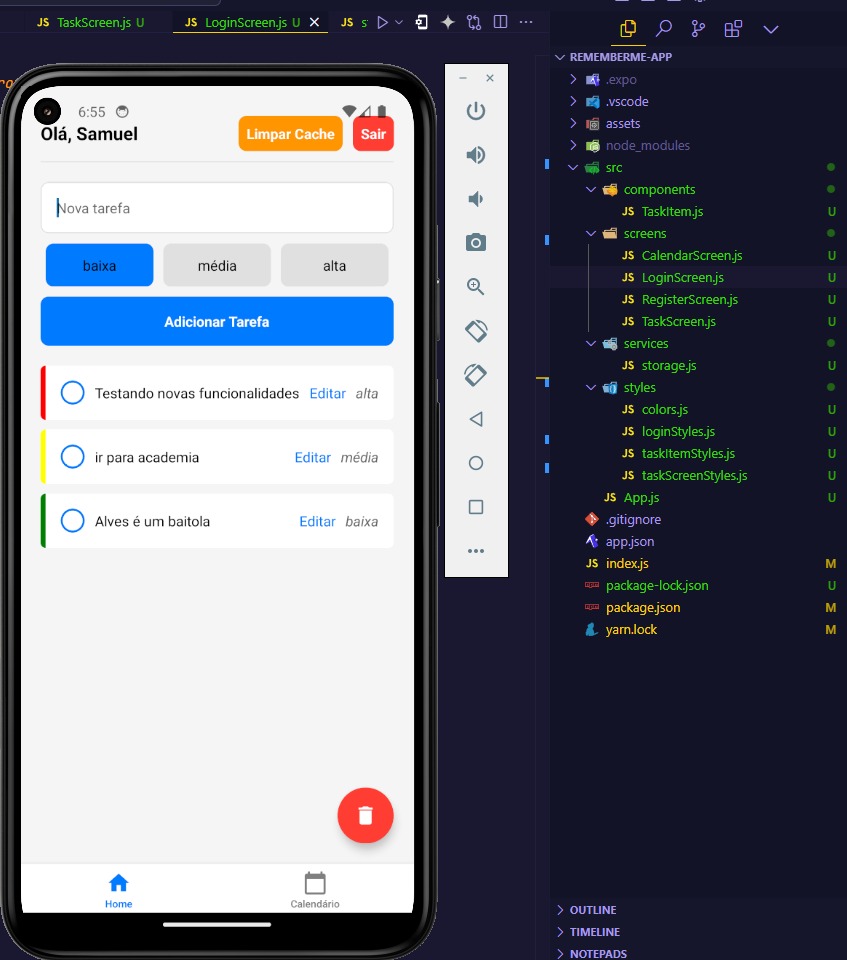 JS TaskScreen.js U
JS LoginScreen.js U
JS
REMEMBERME-APP
.expo
.vscode
assets
node_modules
src
components
JS TaskItem.js U
screens
JS CalendarScreen.js U
JS LoginScreen.js U
JS RegisterScreen.js U
JS TaskScreen.js U
services
JS storage.js U
styles
JS colors.js U
JS loginStyles.js U
JS taskItemStyles.js U
JS taskScreenStyles.js U
JS App.js U
.gitignore
app.json
JS index.js M
package-lock.json U
package.json M
yarn.lock M
OUTLINE
TIMELINE
NOTEPADS
6:55
Olá, Samuel
Limpar Cache
Sair
Nova tarefa
baixa
média
alta
Adicionar Tarefa
Testando novas funcionalidades Editar alta
ir para academia Editar média
Alves é um baitola Editar baixa
Home
Calendário